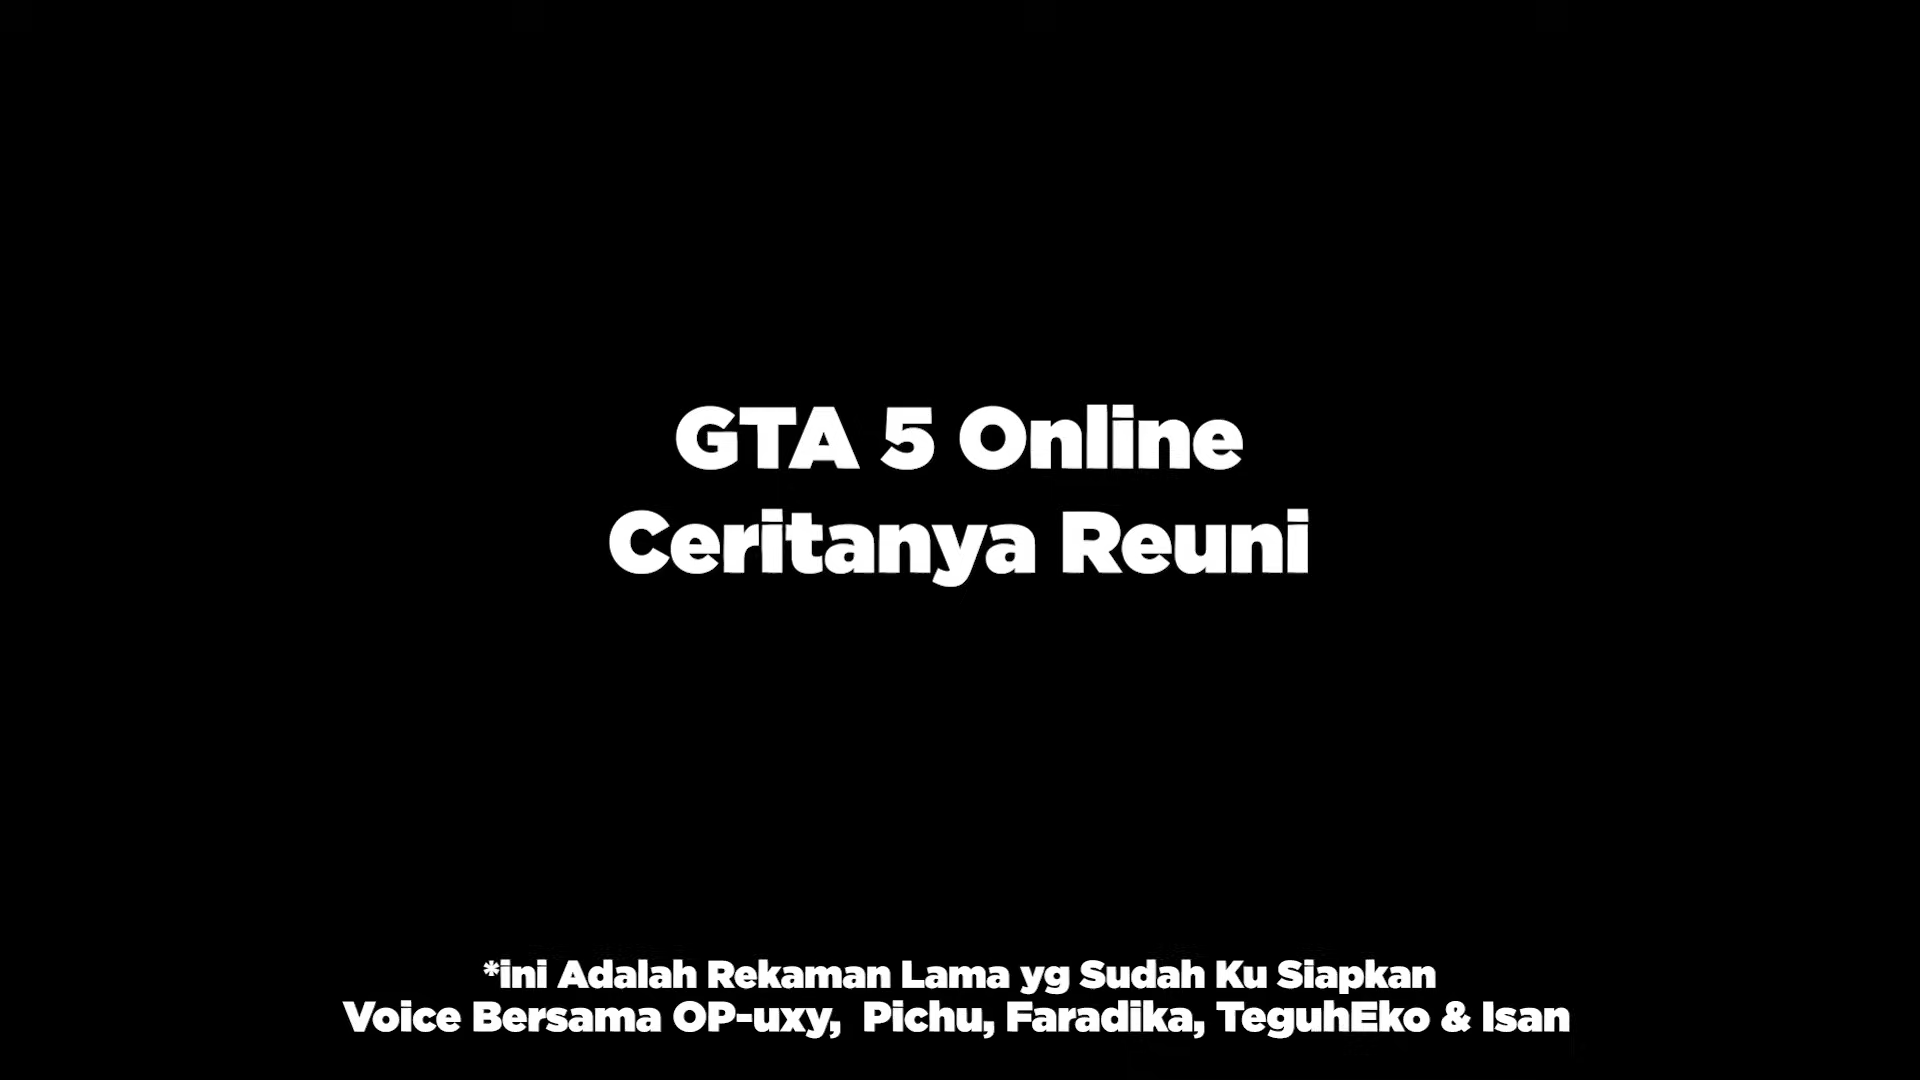 GTA 5 Online
Ceritanya Reuni
*ini Adalah Rekaman Lama yg Sudah Ku Siapkan
Voice Bersama OP-uxy, Pichu, Faradika, TeguhEko & Isan